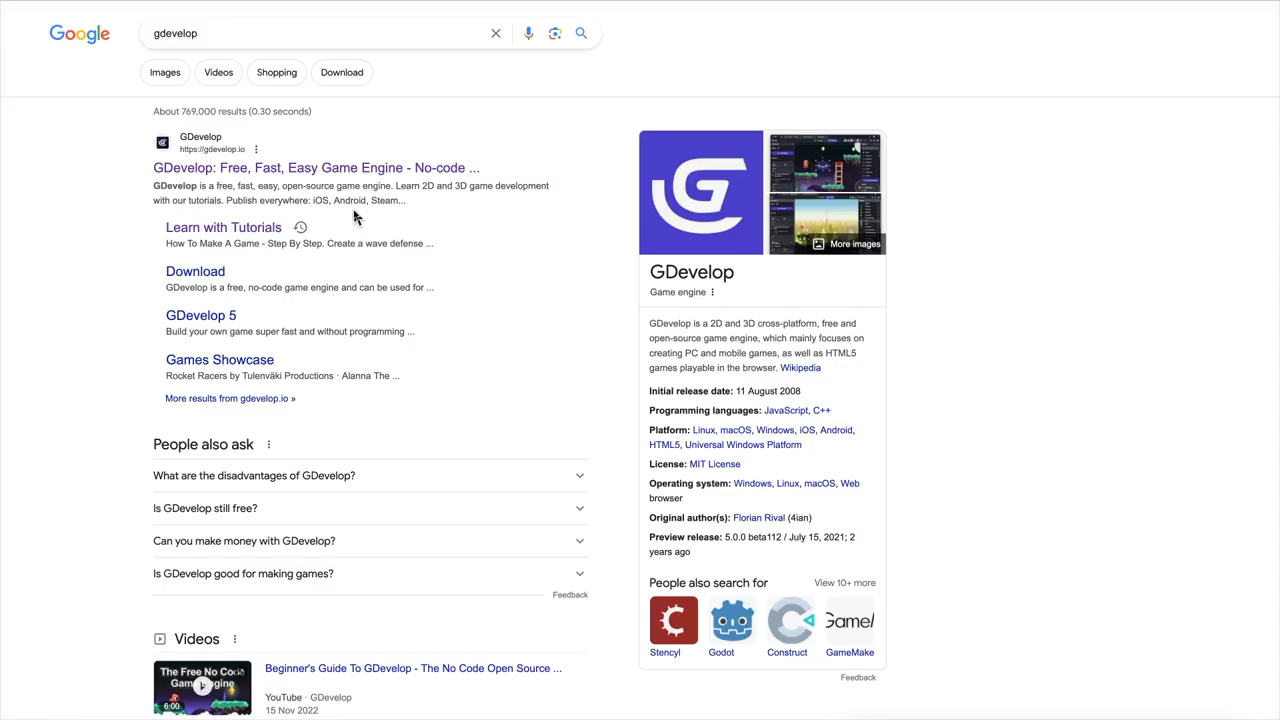 Google
gdevelop
Images
Videos
Shopping
Download
About 769,000 results (0.30 seconds)
GDevelop
https://gdevelop.io
GDevelop: Free, Fast, Easy Game Engine - No-code ...
GDevelop is a free, fast, easy, open-source game engine. Learn 2D and 3D game development
with our tutorials. Publish everywhere: iOS, Android, Steam...
Learn with Tutorials
How To Make A Game - Step By Step. Create a wave defense ...
Download
GDevelop is a free, no-code game engine and can be used for ...
GDevelop 5
Build your own game super fast and without programming ...
Games Showcase
Rocket Racers by Tulenväki Productions · Alanna The ...
More results from gdevelop.io »
People also ask
What are the disadvantages of GDevelop?
Is GDevelop still free?
Can you make money with GDevelop?
Is GDevelop good for making games?
Feedback
Videos
The Free No Code
Game Engine
6:00
Beginner's Guide To GDevelop - The No Code Open Source ...
YouTube · GDevelop
15 Nov 2022
More images
GDevelop
Game engine
GDevelop is a 2D and 3D cross-platform, free and
open-source game engine, which mainly focuses on
creating PC and mobile games, as well as HTML5
games playable in the browser. Wikipedia
Initial release date: 11 August 2008
Programming languages: JavaScript, C++
Platform: Linux, macOS, Windows, iOS, Android,
HTML5, Universal Windows Platform
License: MIT License
Operating system: Windows, Linux, macOS, Web
browser
Original author(s): Florian Rival (4ian)
Preview release: 5.0.0 beta112 / July 15, 2021; 2
years ago
People also search for
View 10+ more
Gamel
Stencyl
Godot
Construct
GameMake
Feedback